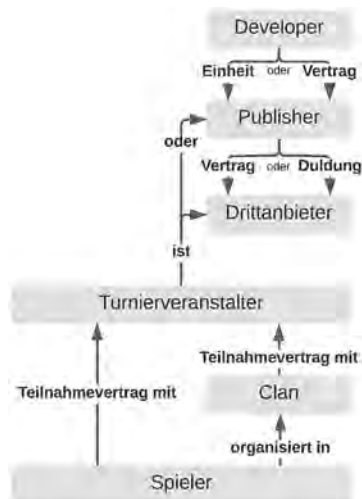 Developer
Einheit oder Vertrag
Publisher
oder
Vertrag oder Duldung
Drittanbieter
ist
Turnierveranstalter
Teilnahmevertrag mit
Teilnahmevertrag mit
Clan
organisiert in
Spieler